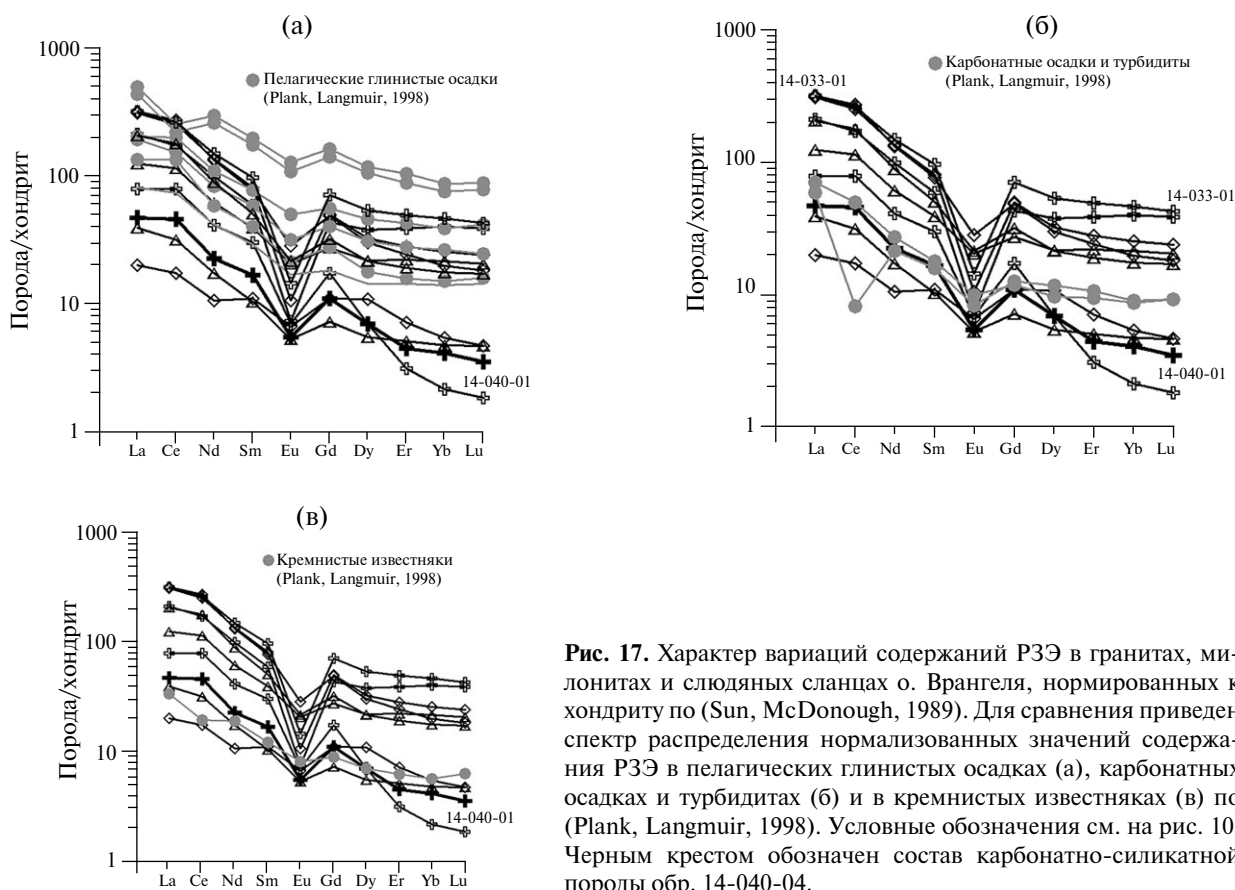 (а)
1000
100
10
1
Порода/хондрит
Пелагические глинистые осадки
(Plank, Langmuir, 1998)
14-040-01
La Ce Nd Sm Eu Gd Dy Er Yb Lu
(б)
1000
100
10
1
Порода/хондрит
14-033-01
Карбонатные осадки и турбидиты
(Plank, Langmuir, 1998)
14-033-01
14-040-01
La Ce Nd Sm Eu Gd Dy Er Yb Lu
(в)
1000
100
10
1
Порода/хондрит
Кремнистые известняки
(Plank, Langmuir, 1998)
14-040-01
La Ce Nd Sm Eu Gd Dy Er Yb Lu
Рис. 17. Характер вариаций содержаний РЗЭ в гранитах, ми-
лонитах и слюдяных сланцах о. Врангеля, нормированных к
хондриту по (Sun, McDonough, 1989). Для сравнения приведен
спектр распределения нормализованных значений содержа-
ния РЗЭ в пелагических глинистых осадках (а), карбонатных
осадках и турбидитах (б) и в кремнистых известняках (в) по
(Plank, Langmuir, 1998). Условные обозначения см. на рис. 10
Черным крестом обозначен состав карбонатно-силикатной
породы обр. 14-040-04.